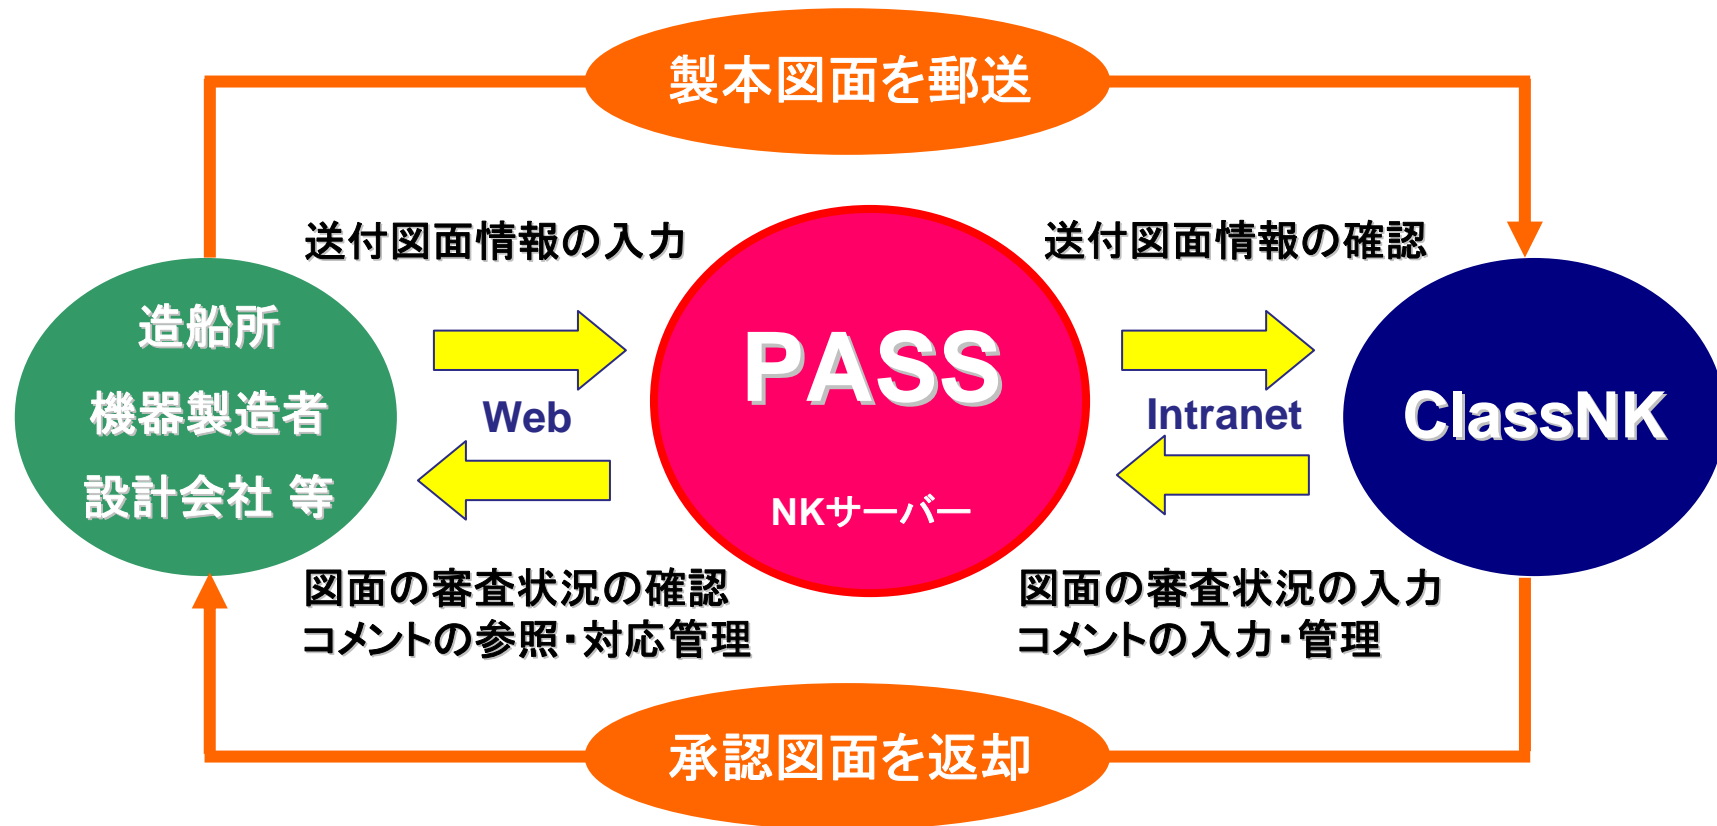 製本図面を郵送
送付図面情報の入力
送付図面情報の確認
造船所
機器製造者
設計会社 等
Web
PASS
NKサーバー
Intranet
ClassNK
図面の審査状況の確認
コメントの参照・対応管理
図面の審査状況の入力
コメントの入力・管理
承認図面を返却